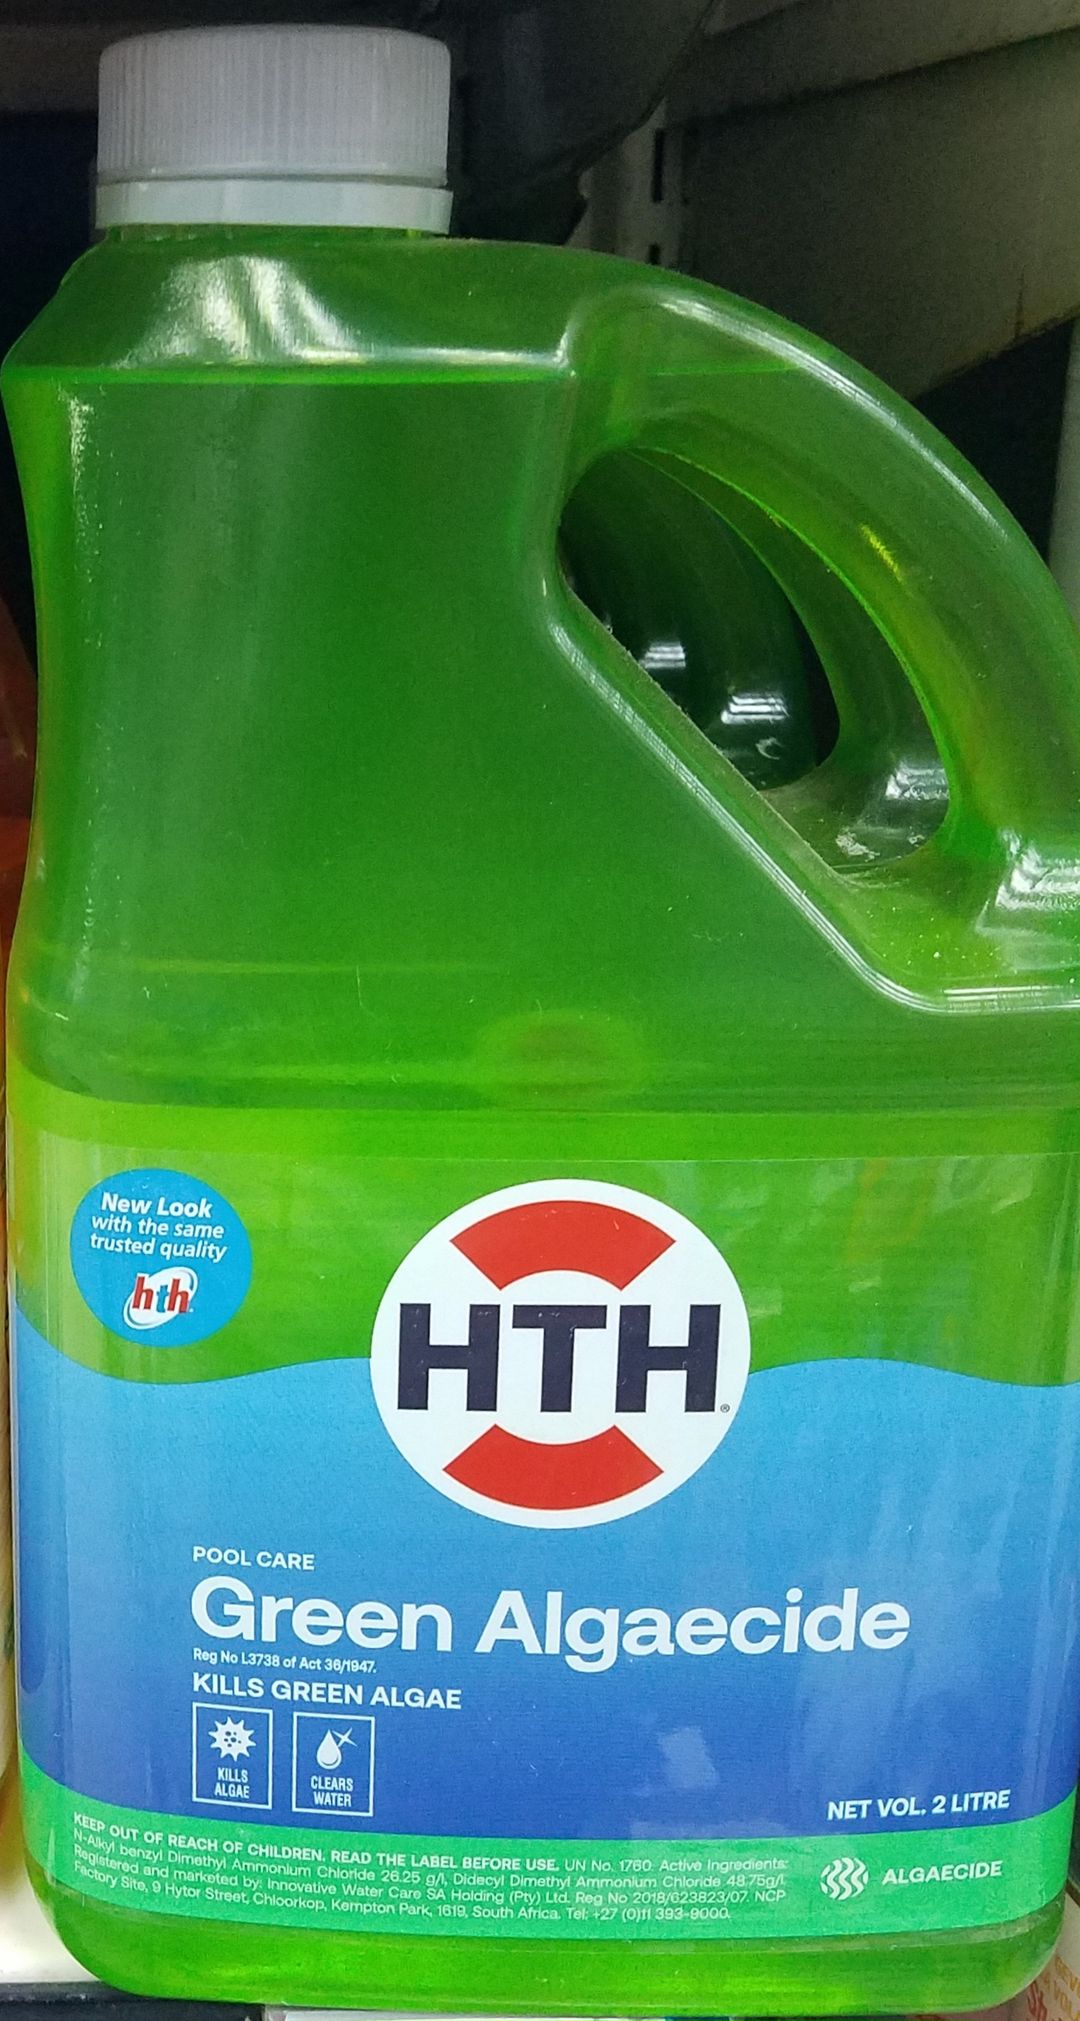 New Look
with the same
trusted quality
hth
HTH®
POOL CARE
Green Algaecide
Reg No L3738 of Act 36/1947.
KILLS GREEN ALGAE
KILLS
ALGAE
CLEARS
WATER
NET VOL. 2 LITRE
KEEP OUT OF REACH OF CHILDREN. READ THE LABEL BEFORE USE. UN No. 1760. Active Ingredients:
N-Alkyl benzyl Dimethyl Ammonium Chloride 26.25 g/l, Didecyl Dimethyl Ammonium Chloride 48.75g/l.
Registered and marketed by: Innovative Water Care SA Holding (Pty) Ltd. Reg No 2018/623823/07. NCP
Factory Site, 9 Hytor Street, Chloorkop, Kempton Park, 1619, South Africa. Tel: +27 (0)11 393-9000.
ALGAECIDE